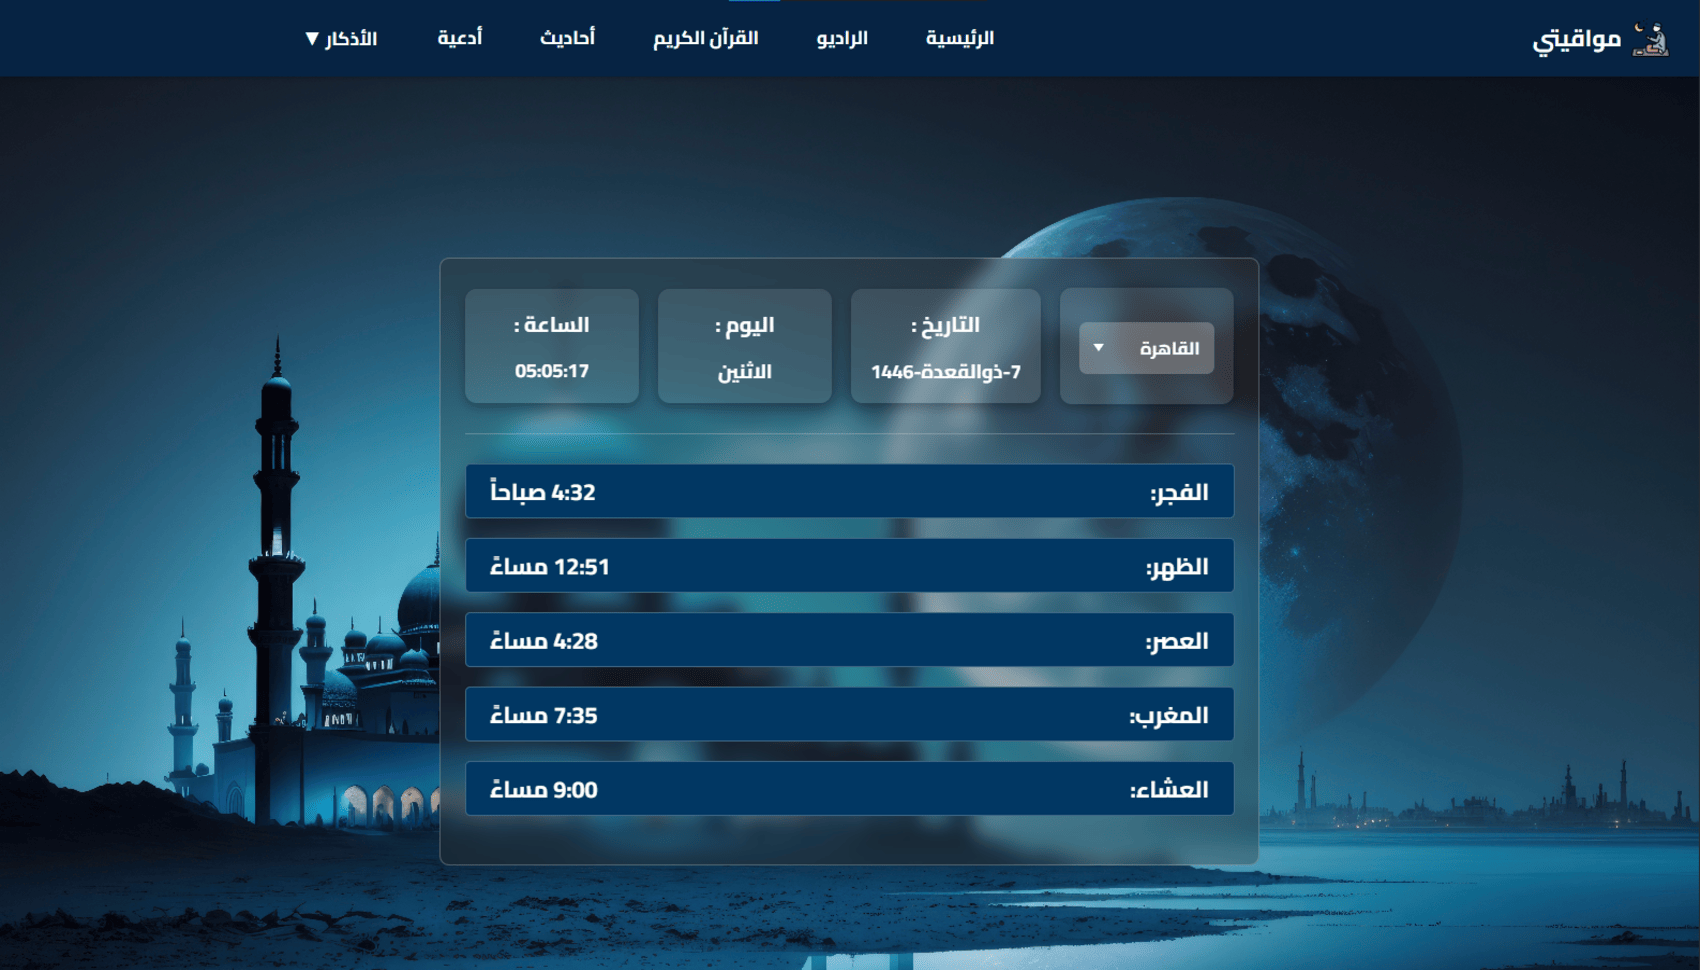 مواقيتي
الرئيسية
الراديو
القرآن الكريم
أحاديث
أدعية
الأذكار ▼
القاهرة
التاريخ :
7-ذوالقعدة-1446
اليوم :
الاثنين
الساعة :
05:05:17
الفجر: 4:32 صباحاً
الظهر: 12:51 مساءً
العصر: 4:28 مساءً
المغرب: 7:35 مساءً
العشاء: 9:00 مساءً